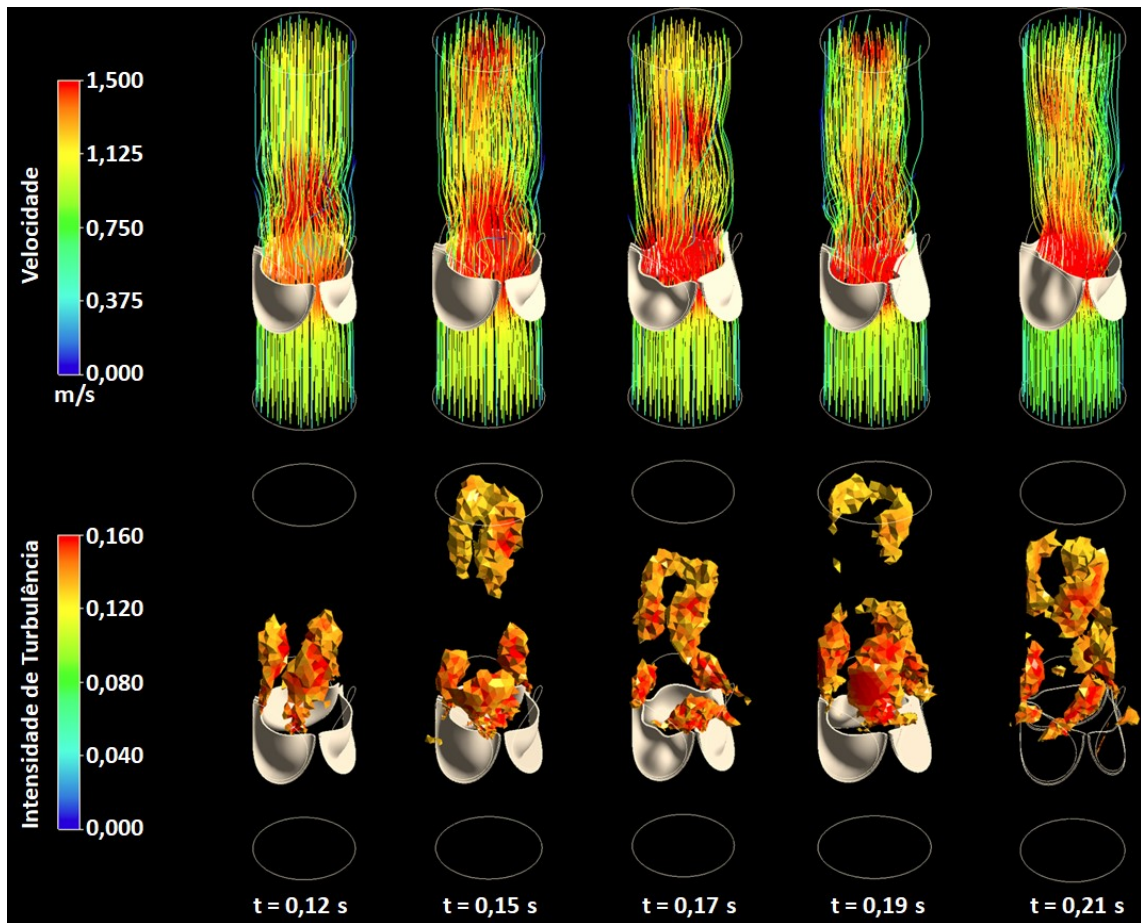 Velocidade
1,500
1,125
0,750
0,375
0,000
m/s
Intensidade de Turbulência
0,160
0,120
0,080
0,040
0,000
t = 0,12 s
t = 0,15 s
t = 0,17 s
t = 0,19 s
t = 0,21 s